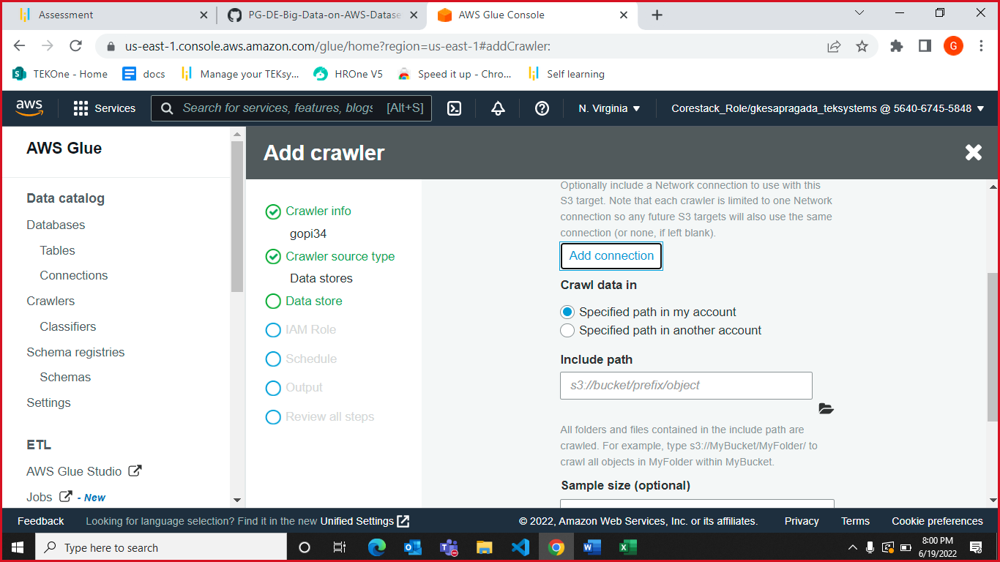 Assessment
PG-DE-Big-Data-on-AWS-Datase
AWS Glue Console
us-east-1.console.aws.amazon.com/glue/home?region=us-east-1#addCrawler:
G
TEKOne - Home
docs
Manage your TEKsy...
HROne V5
Speed it up - Chro...
Self learning
aws
Services
Search for services, features, blogs
[Alt+S]
N. Virginia
Corestack_Role/gkesapragada_teksystems @ 5640-6745-5848
AWS Glue
Data catalog
Databases
Tables
Connections
Crawlers
Classifiers
Schema registries
Schemas
Settings
ETL
AWS Glue Studio
Jobs - New
Add crawler
Crawler info
gopi34
Crawler source type
Data stores
Data store
IAM Role
Schedule
Output
Review all steps
Optionally include a Network connection to use with this
S3 target. Note that each crawler is limited to one Network
connection so any future S3 targets will also use the same
connection (or none, if left blank).
Add connection
Crawl data in
Specified path in my account
Specified path in another account
Include path
s3://bucket/prefix/object
All folders and files contained in the include path are
crawled. For example, type s3://MyBucket/MyFolder/ to
crawl all objects in MyFolder within MyBucket.
Sample size (optional)
Feedback
Looking for language selection? Find it in the new Unified Settings
© 2022, Amazon Web Services, Inc. or its affiliates.
Privacy
Terms
Cookie preferences
Type here to search
8:00 PM
6/19/2022